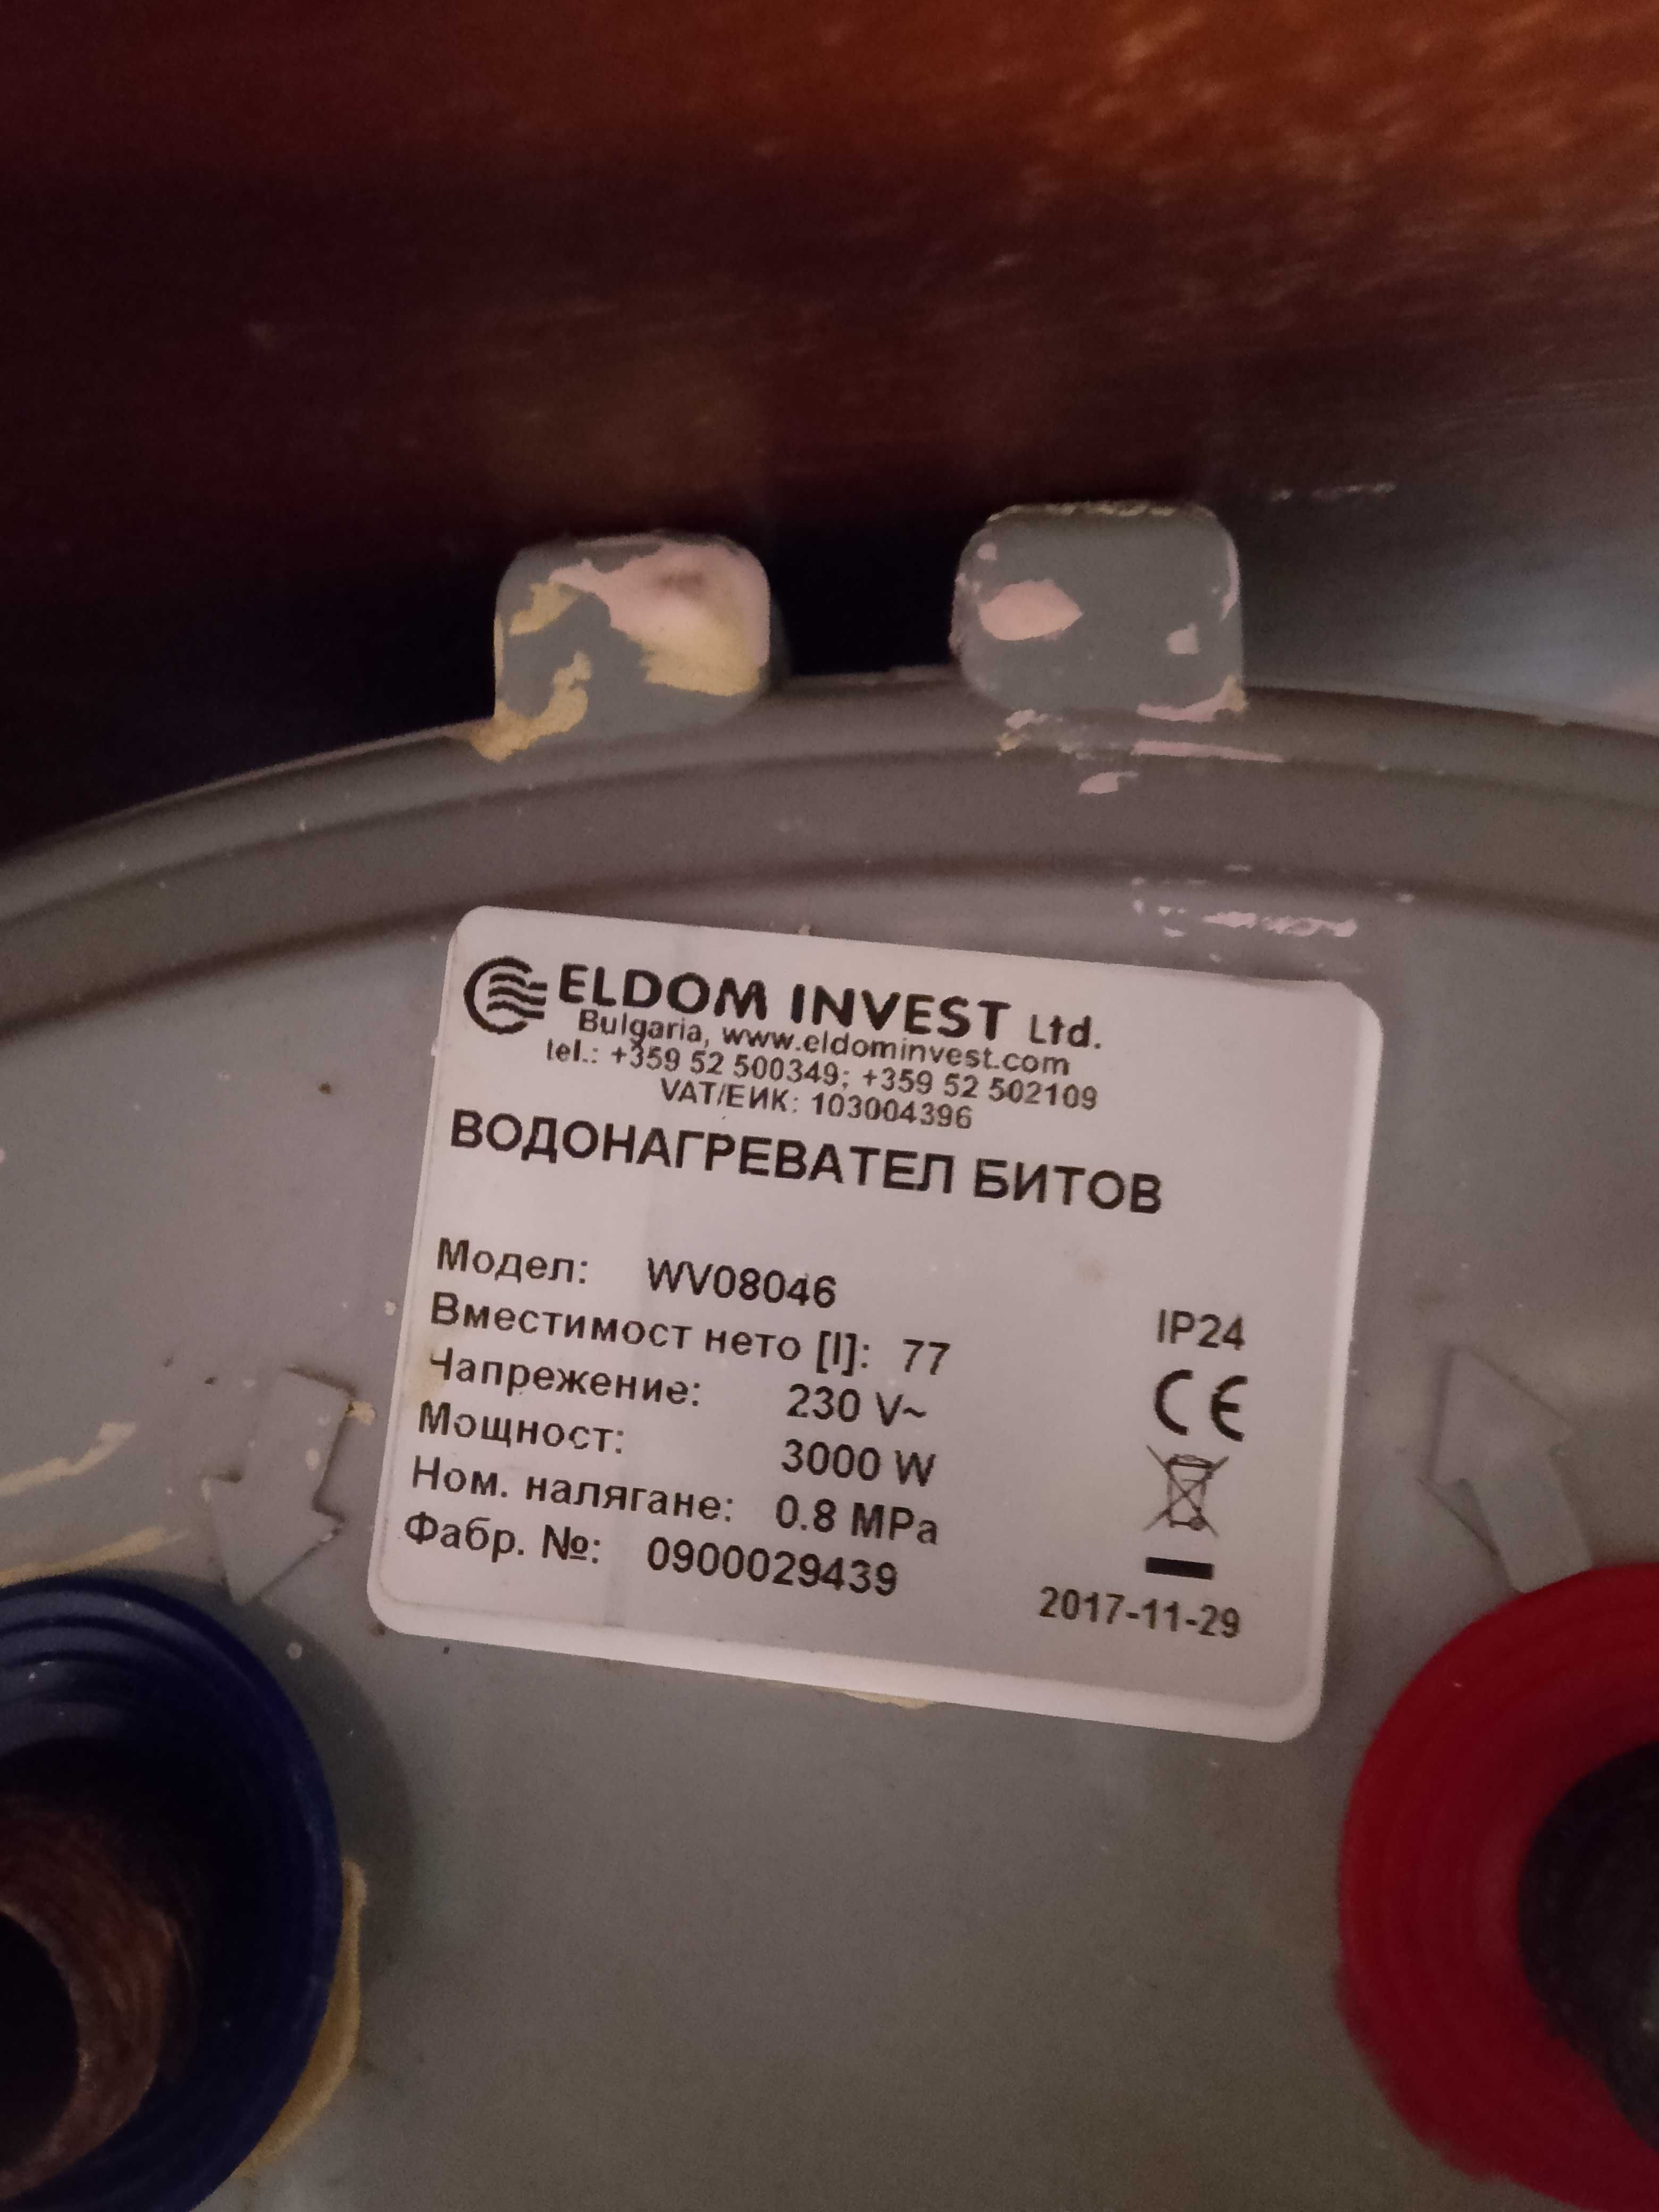 ELDOM INVEST Ltd.
Bulgaria, www.eldominvest.com
tel.: +359 52 500349; +359 52 502109
VAT/ЕИК: 103004396
ВОДОНАГРЕВАТЕЛ БИТОВ
Модел: WV08046
Вместимост нето [l]: 77
Напрежение: 230 V~
Мощност: 3000 W
Ном. налягане: 0.8 MPa
Фабр. №: 0900029439
IP24
CE
2017-11-29